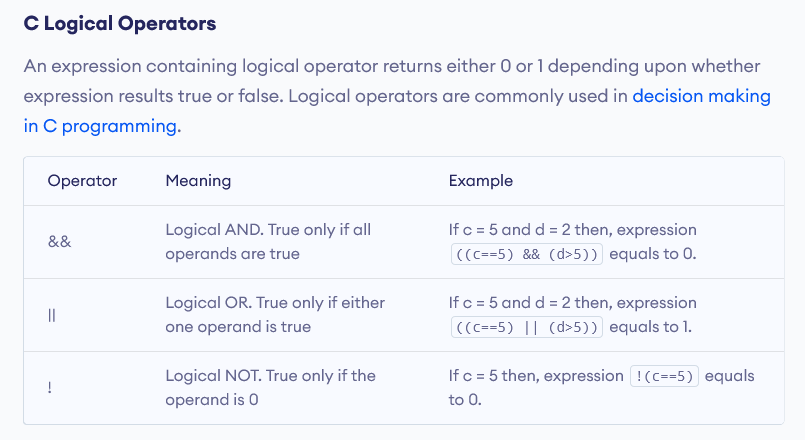 C Logical Operators
An expression containing logical operator returns either 0 or 1 depending upon whether
expression results true or false. Logical operators are commonly used in decision making
in C programming.
Operator Meaning Example
&& Logical AND. True only if all operands are true If c = 5 and d = 2 then, expression ((c==5) && (d>5)) equals to 0.
|| Logical OR. True only if either one operand is true If c = 5 and d = 2 then, expression ((c==5) || (d>5)) equals to 1.
! Logical NOT. True only if the operand is 0 If c = 5 then, expression !(c==5) equals to 0.